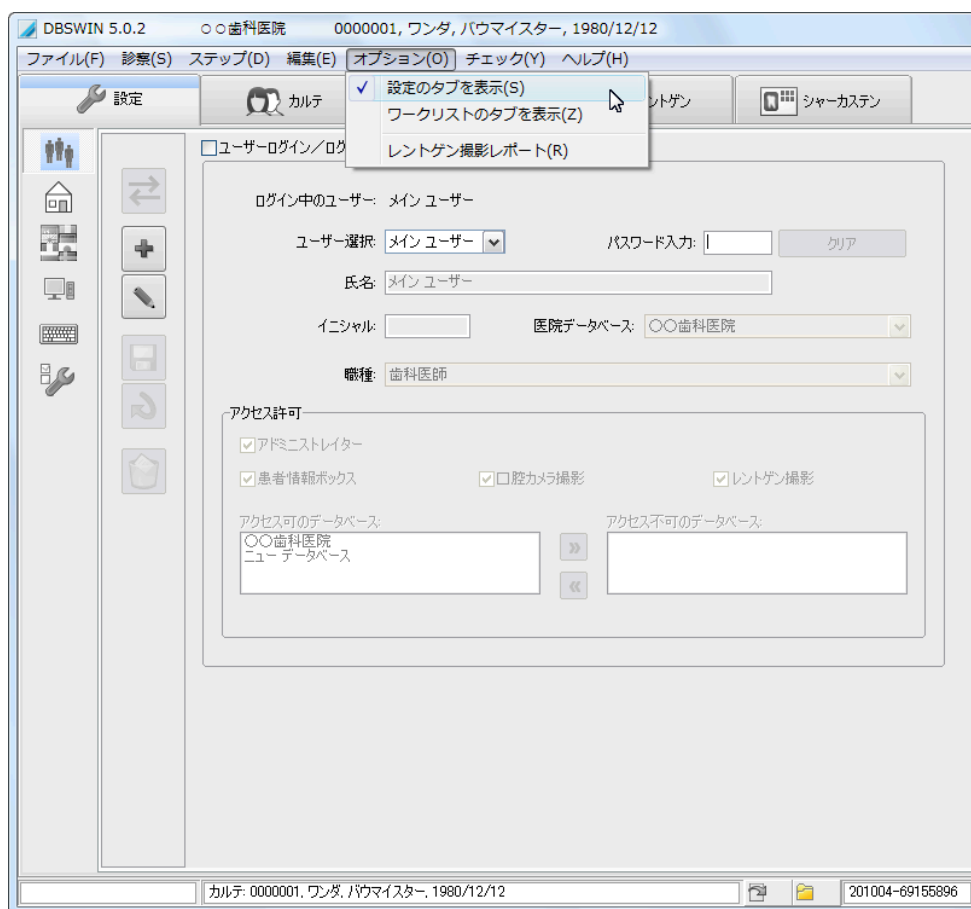 DBSWIN 5.0.2 ○○歯科医院 0000001, ワンダ, バウマイスター, 1980/12/12
ファイル(F) 診察(S) ステップ(D) 編集(E) オプション(O) チェック(Y) ヘルプ(H)
設定 カルテ ントゲン シャーカステン
✓ 設定のタブを表示(S)
ワークリストのタブを表示(Z)
レントゲン撮影レポート(R)
ユーザーログイン/ログ
ログイン中のユーザー: メイン ユーザー
ユーザー選択: メイン ユーザー パスワード入力: クリア
氏名: メイン ユーザー
イニシャル: 医院データベース: ○○歯科医院
職種: 歯科医師
アクセス許可
アドミニストレイター
患者情報ボックス 口腔カメラ撮影 レントゲン撮影
アクセス可のデータベース: アクセス不可のデータベース:
○○歯科医院
ニュー データベース
カルテ: 0000001, ワンダ, バウマイスター, 1980/12/12 201004-69155896